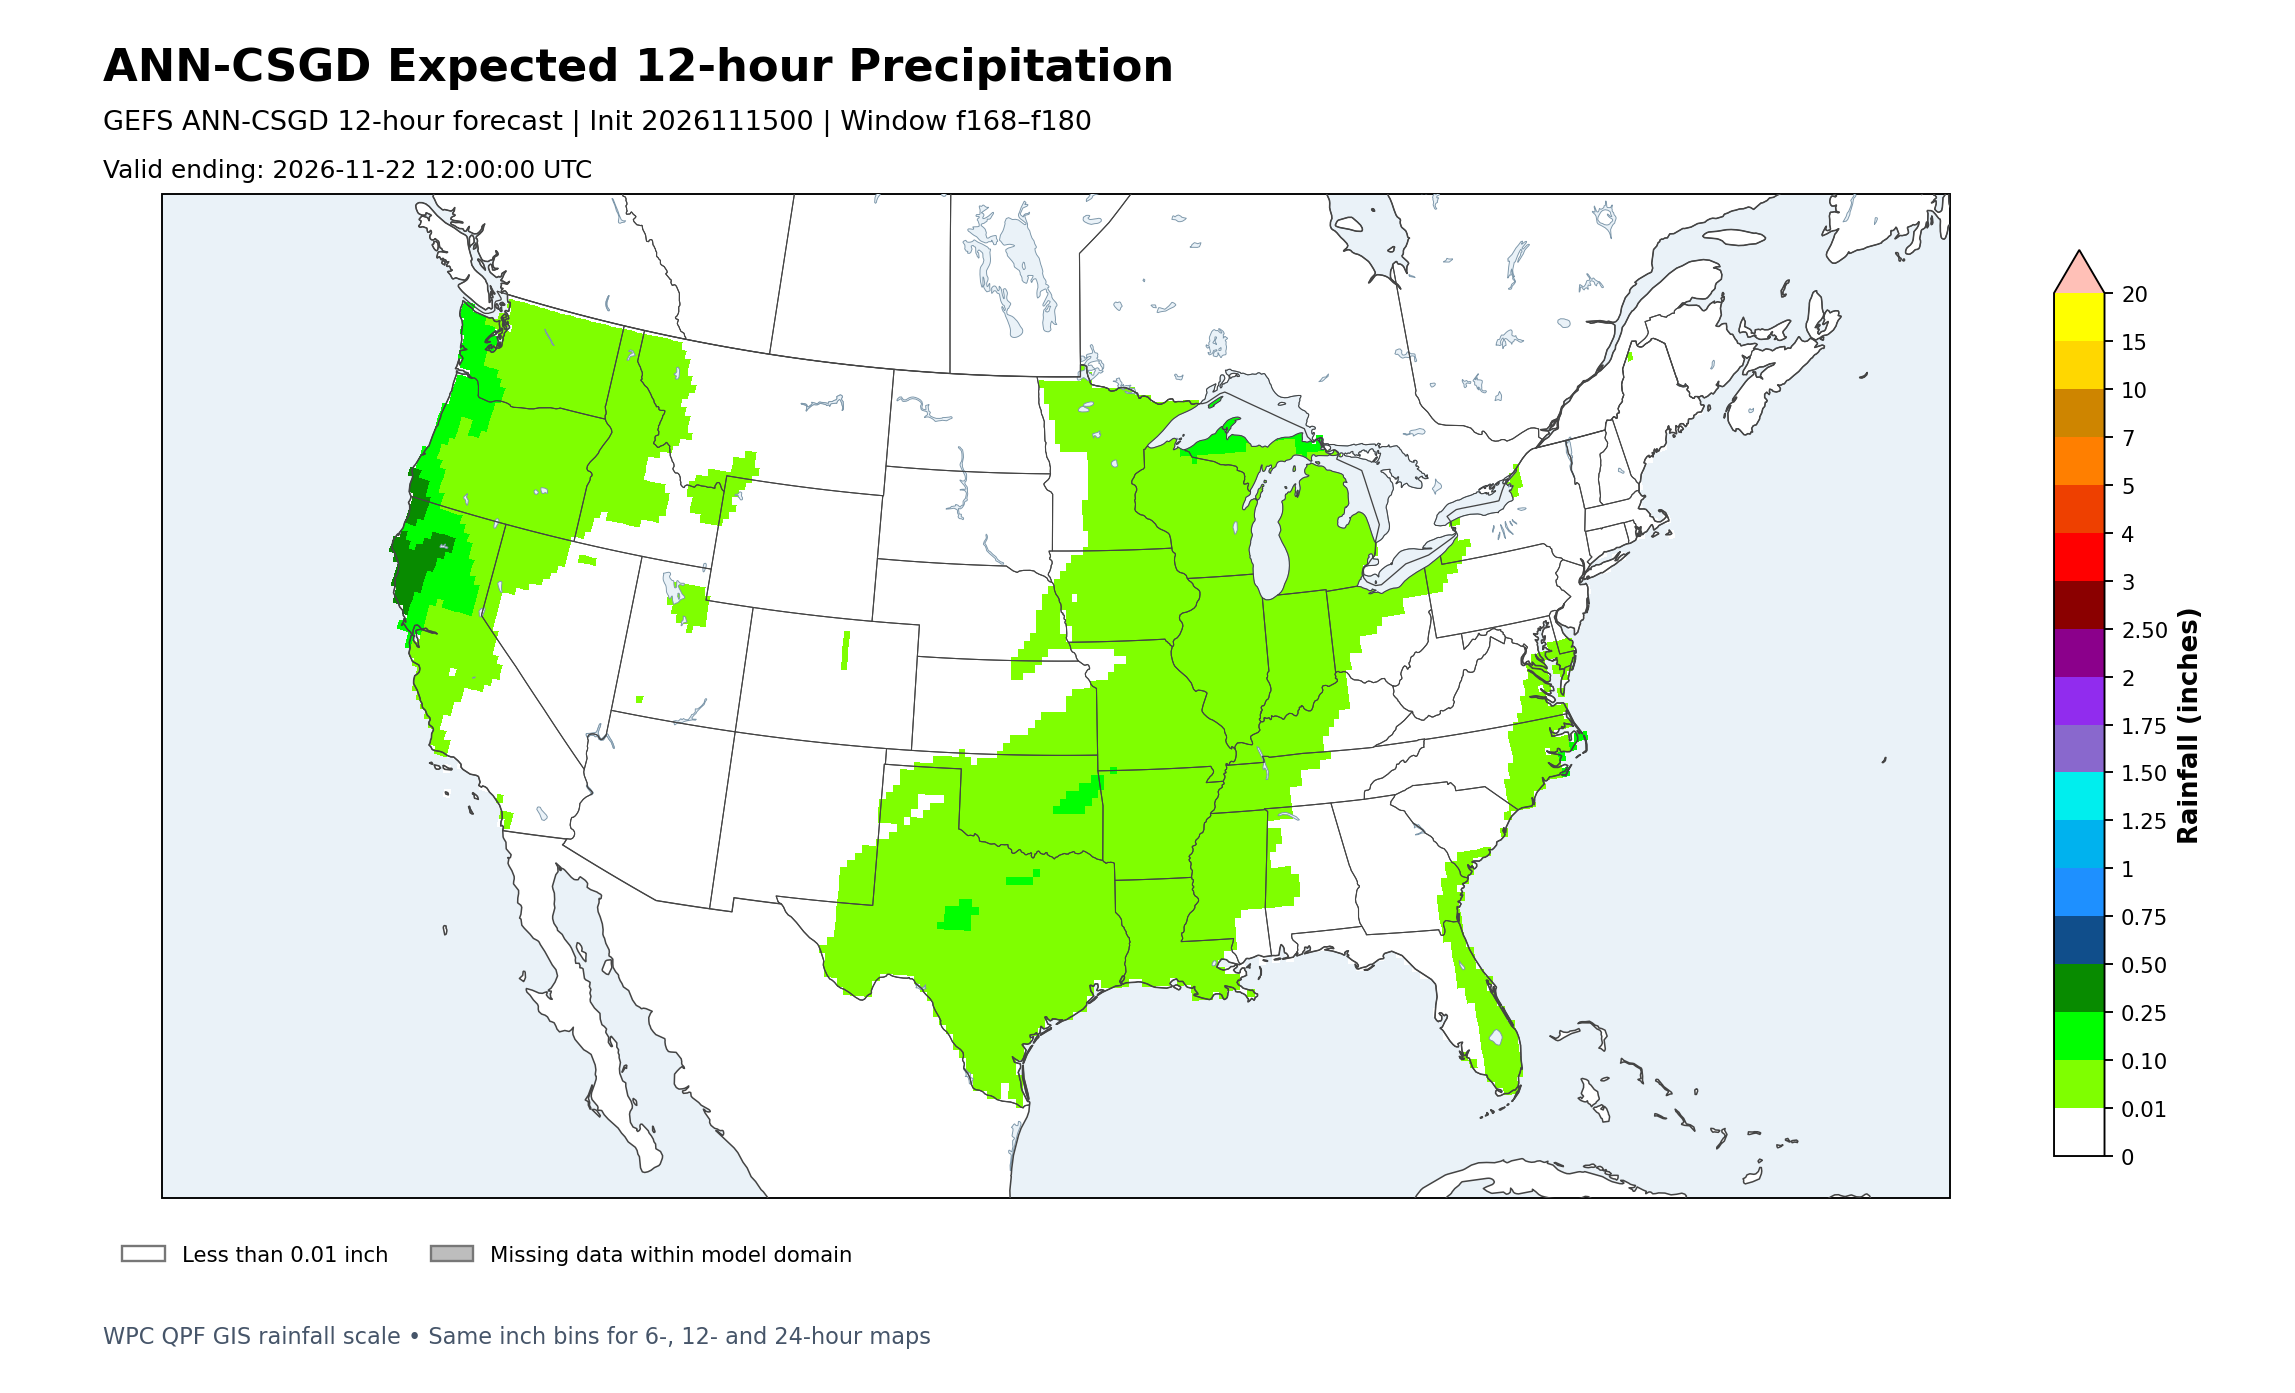 ANN-CSGD Expected 12-hour Precipitation
GEFS ANN-CSGD 12-hour forecast | Init 2026111500 | Window f168–f180
Valid ending: 2026-11-22 12:00:00 UTC
20
15
10
7
5
4
3
2.50
2
1.75
1.50
1.25
1
0.75
0.50
0.25
0.10
0.01
0
Rainfall (inches)
Less than 0.01 inch
Missing data within model domain
WPC QPF GIS rainfall scale • Same inch bins for 6-, 12- and 24-hour maps